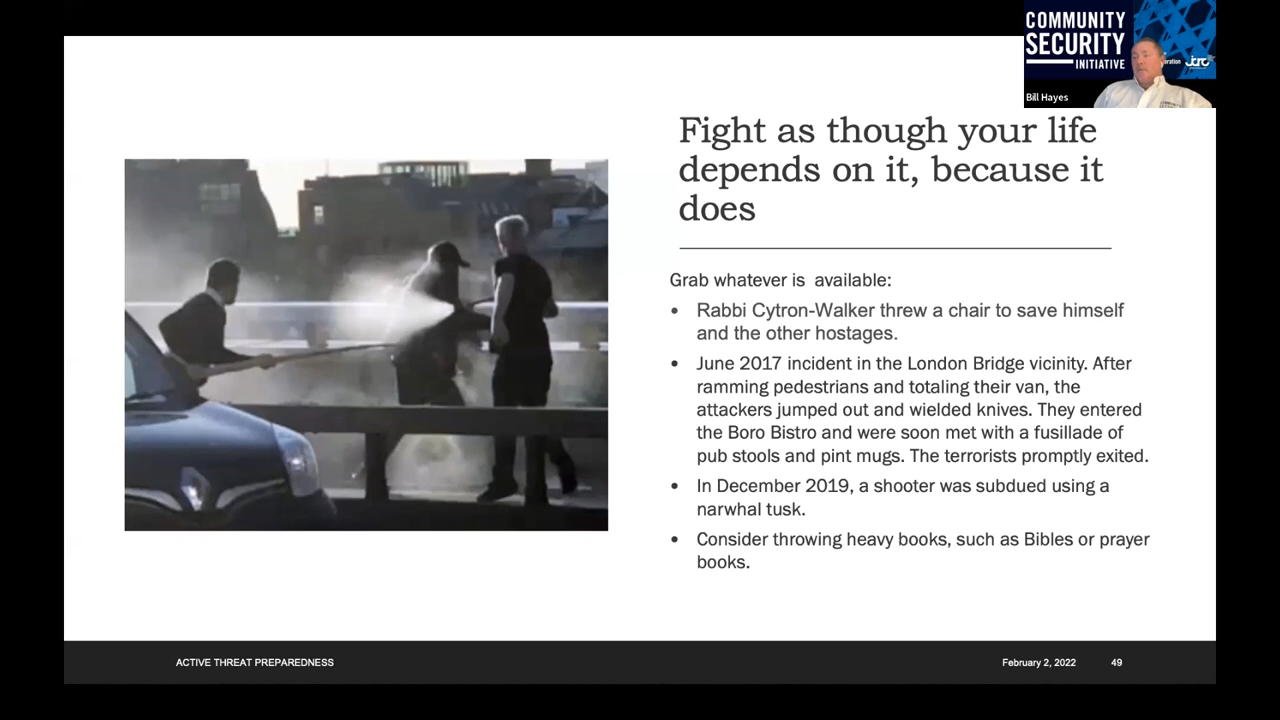 COMMUNITY
SECURITY
INITIATIVE
jcrc
Bill Hayes
Fight as though your life
depends on it, because it
does
Grab whatever is available:
• Rabbi Cytron-Walker threw a chair to save himself
and the other hostages.
• June 2017 incident in the London Bridge vicinity. After
ramming pedestrians and totaling their van, the
attackers jumped out and wielded knives. They entered
the Boro Bistro and were soon met with a fusillade of
pub stools and pint mugs. The terrorists promptly exited.
• In December 2019, a shooter was subdued using a
narwhal tusk.
• Consider throwing heavy books, such as Bibles or prayer
books.
ACTIVE THREAT PREPAREDNESS
February 2, 2022
49